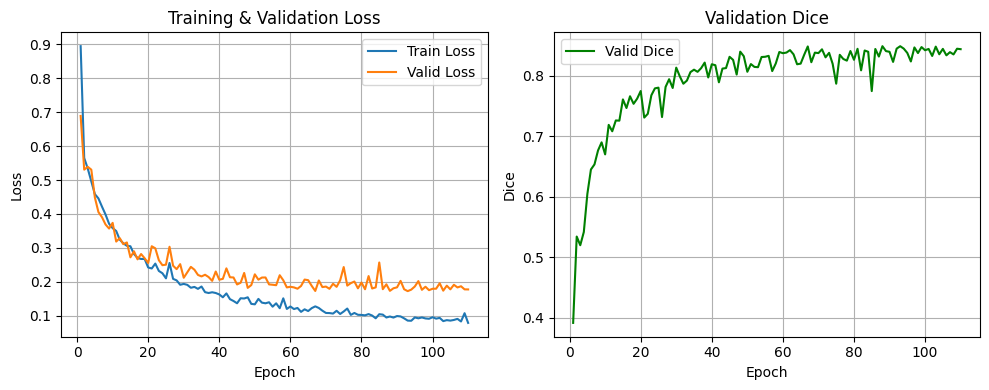 Training & Validation Loss
Train Loss
Valid Loss
Loss
0.9
0.8
0.7
0.6
0.5
0.4
0.3
0.2
0.1
0 20 40 60 80 100
Epoch
Validation Dice
Valid Dice
Dice
0.8
0.7
0.6
0.5
0.4
0 20 40 60 80 100
Epoch